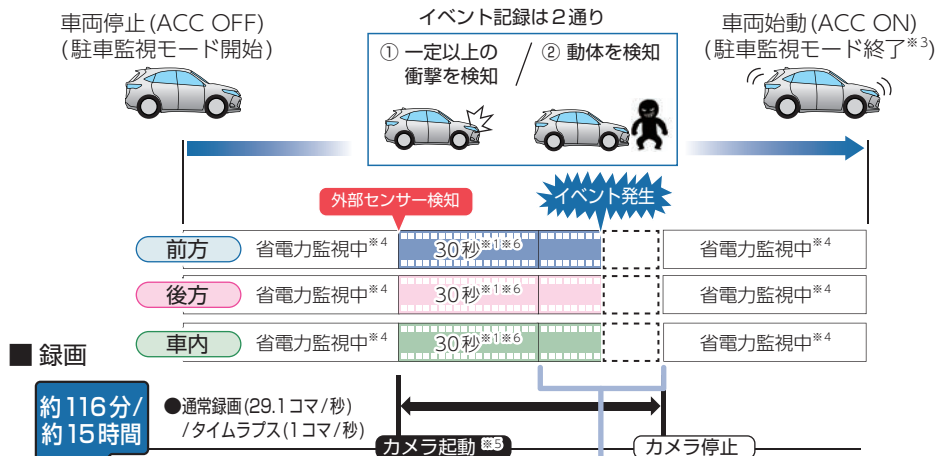 車両停止(ACC OFF)
(駐車監視モード開始)
イベント記録は2通り
① 一定以上の
衝撃を検知
/
② 動体を検知
車両始動(ACC ON)
(駐車監視モード終了※3)
外部センサー検知
イベント発生
前方 省電力監視中※4 30秒※1※6 省電力監視中※4
後方 省電力監視中※4 30秒※1※6 省電力監視中※4
車内 省電力監視中※4 30秒※1※6 省電力監視中※4
■ 録画
約116分/
約15時間
●通常録画(29.1コマ/秒)
/タイムラプス(1コマ/秒)
カメラ起動 ※5
カメラ停止